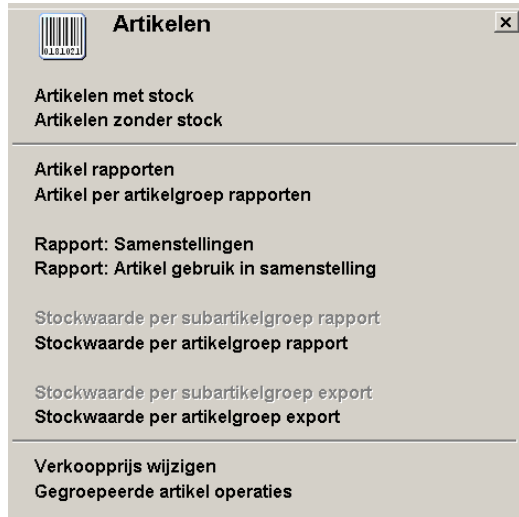 Artikelen
Artikelen met stock
Artikelen zonder stock
Artikel rapporten
Artikel per artikelgroep rapporten
Rapport: Samenstellingen
Rapport: Artikel gebruik in samenstelling
Stockwaarde per subartikelgroep rapport
Stockwaarde per artikelgroep rapport
Stockwaarde per subartikelgroep export
Stockwaarde per artikelgroep export
Verkoopprijs wijzigen
Gegroepeerde artikel operaties